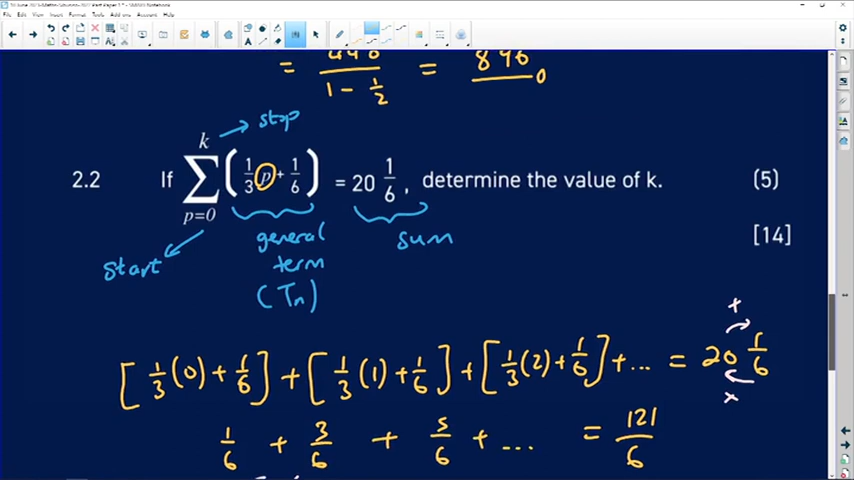 = 448 / 1 - 1/2 = 896
k → stop
2.2 If ∑ ( 1/3 p + 1/6 ) = 20 1/6 , determine the value of k. (5)
p=0
start general term (Tn) sum [14]
[ 1/3 (0) + 1/6 ] + [ 1/3 (1) + 1/6 ] + [ 1/3 (2) + 1/6 ] + ... = 20 1/6
+
x
1/6 + 3/6 + 5/6 + ... = 121/6